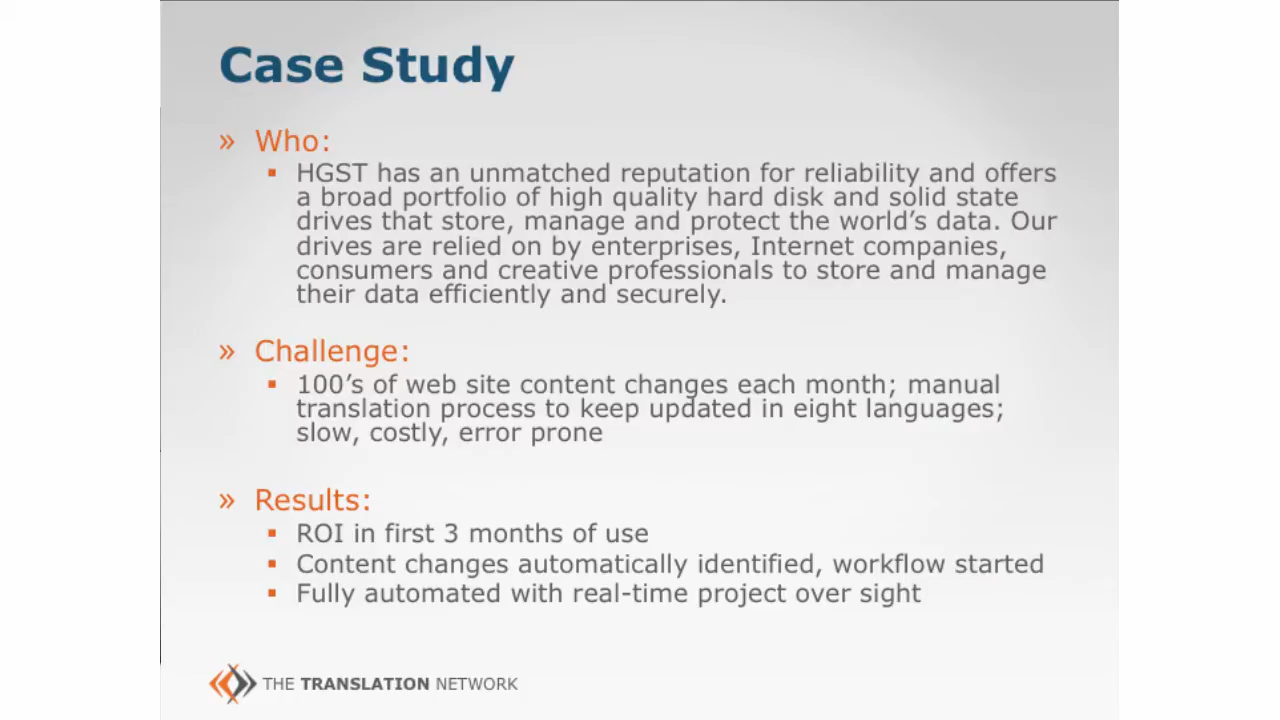 Case Study
» Who:
▪ HGST has an unmatched reputation for reliability and offers
a broad portfolio of high quality hard disk and solid state
drives that store, manage and protect the world’s data. Our
drives are relied on by enterprises, Internet companies,
consumers and creative professionals to store and manage
their data efficiently and securely.
» Challenge:
▪ 100’s of web site content changes each month; manual
translation process to keep updated in eight languages;
slow, costly, error prone
» Results:
▪ ROI in first 3 months of use
▪ Content changes automatically identified, workflow started
▪ Fully automated with real-time project over sight
THE TRANSLATION NETWORK